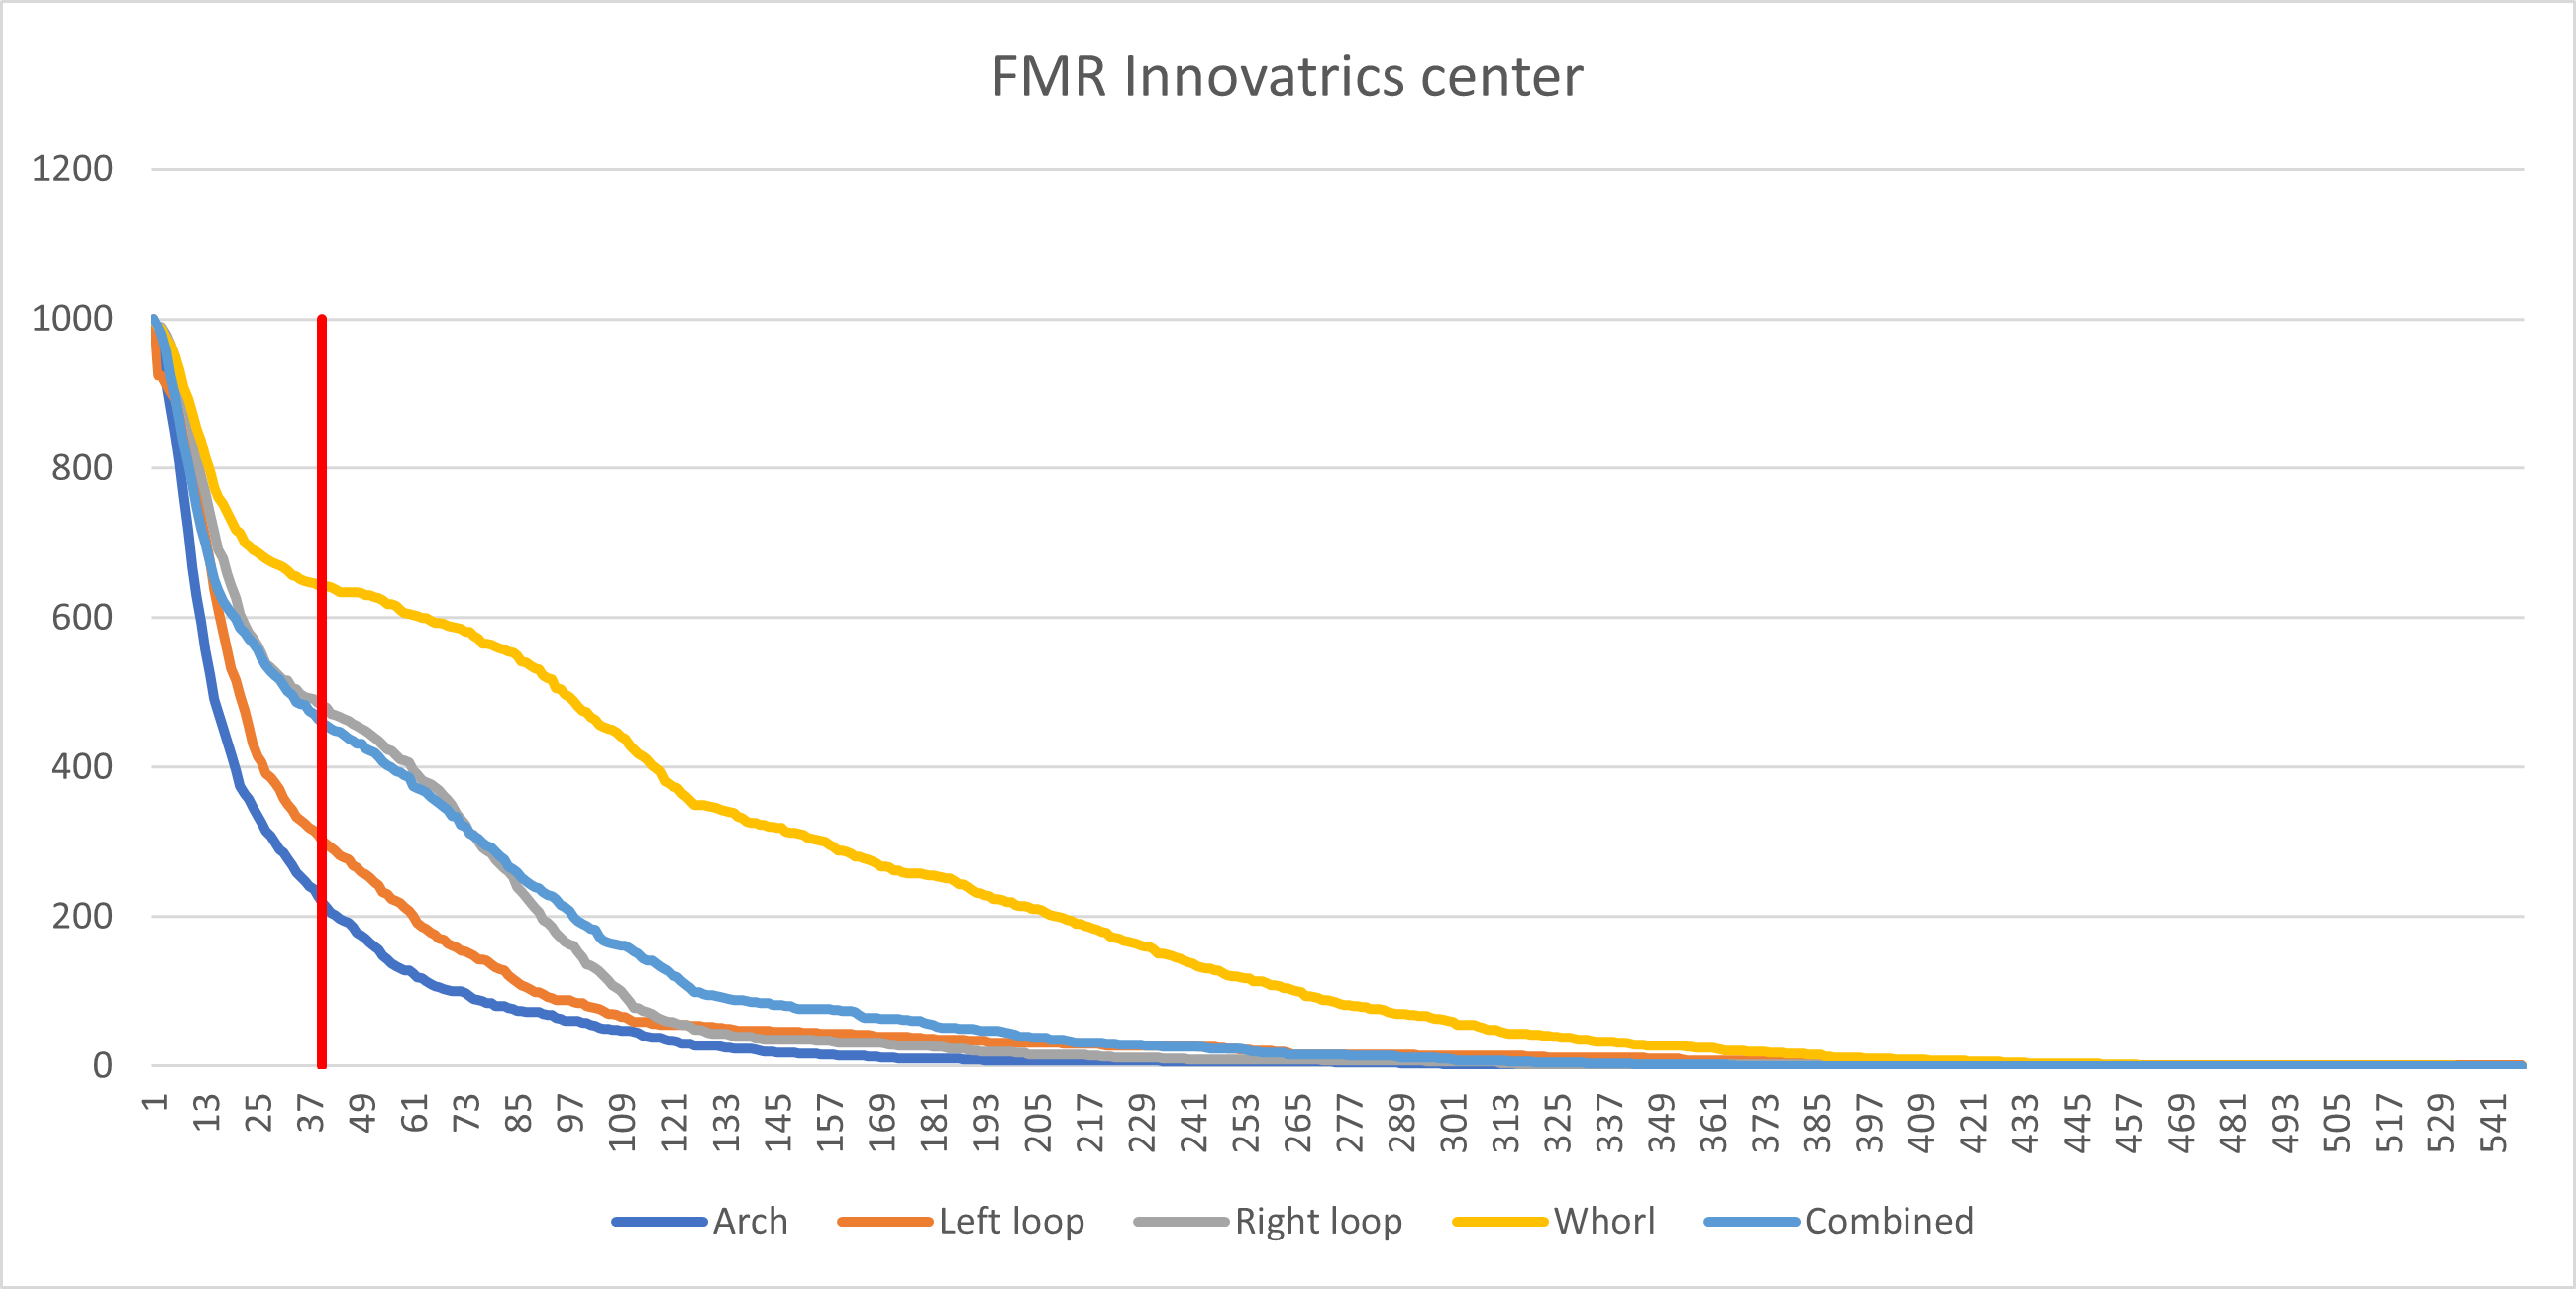 FMR Innovatrics center
1200
1000
800
600
400
200
0
1 13 25 37 49 61 73 85 97 109 121 133 145 157 169 181 193 205 217 229 241 253 265 277 289 301 313 325 337 349 361 373 385 397 409 421 433 445 457 469 481 493 505 517 529 541
Arch Left loop Right loop Whorl Combined